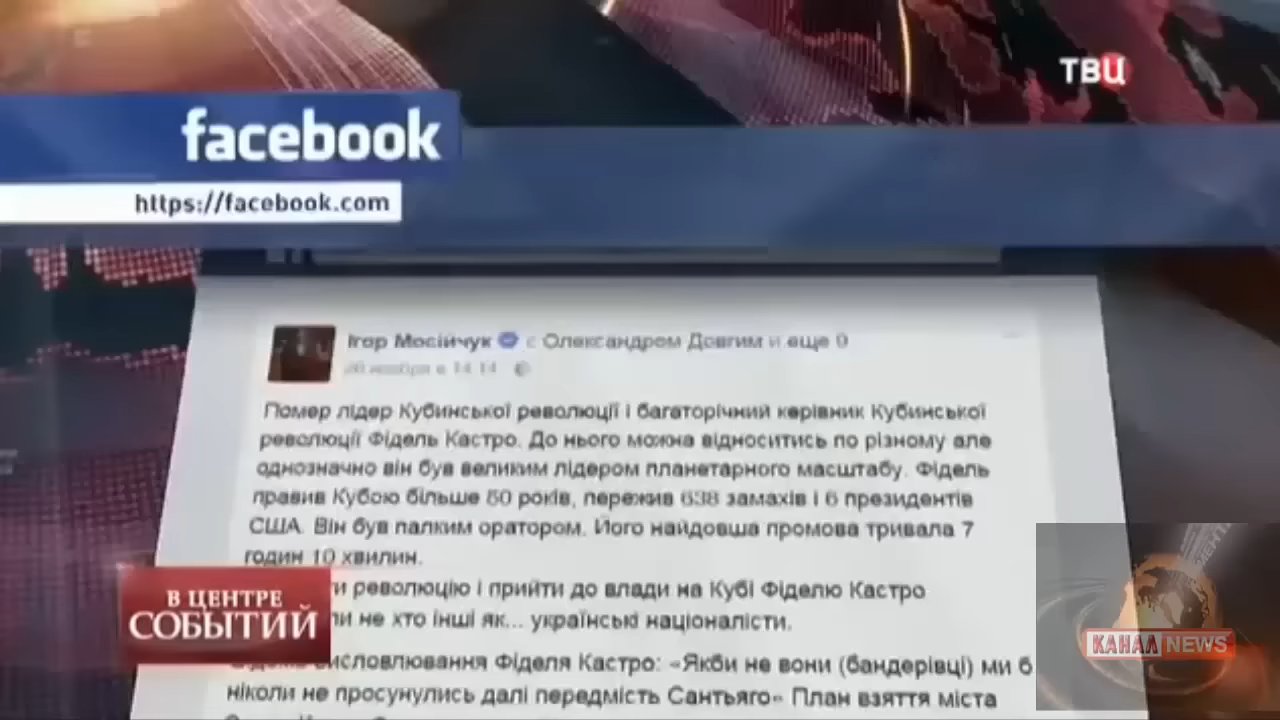 ТВЦ
facebook
https://facebook.com
Ігор Мосійчук с Олександром Довгим и еще 9
26 ноября в 14:14
Помер лідер Кубинської революції і багаторічний керівник Кубинської
революції Фідель Кастро. До нього можна відноситись по різному але
однозначно він був великим лідером планетарного масштабу. Фідель
правив Кубою більше 50 років, пережив 638 замахів і 6 президентів
США. Він був палким оратором. Його найдовша промова тривала 7
годин 10 хвилин.
революцію і прийти до влади на Кубі Фіделю Кастро
не хто інші як... українські націоналісти.
висловлювання Фіделя Кастро: «Якби не вони (бандерівці) ми б
ніколи не просунулись далі передмість Сантьяго» План взяття міста
В ЦЕНТРЕ
СОБЫТИЙ
КАНАЛ NEWS